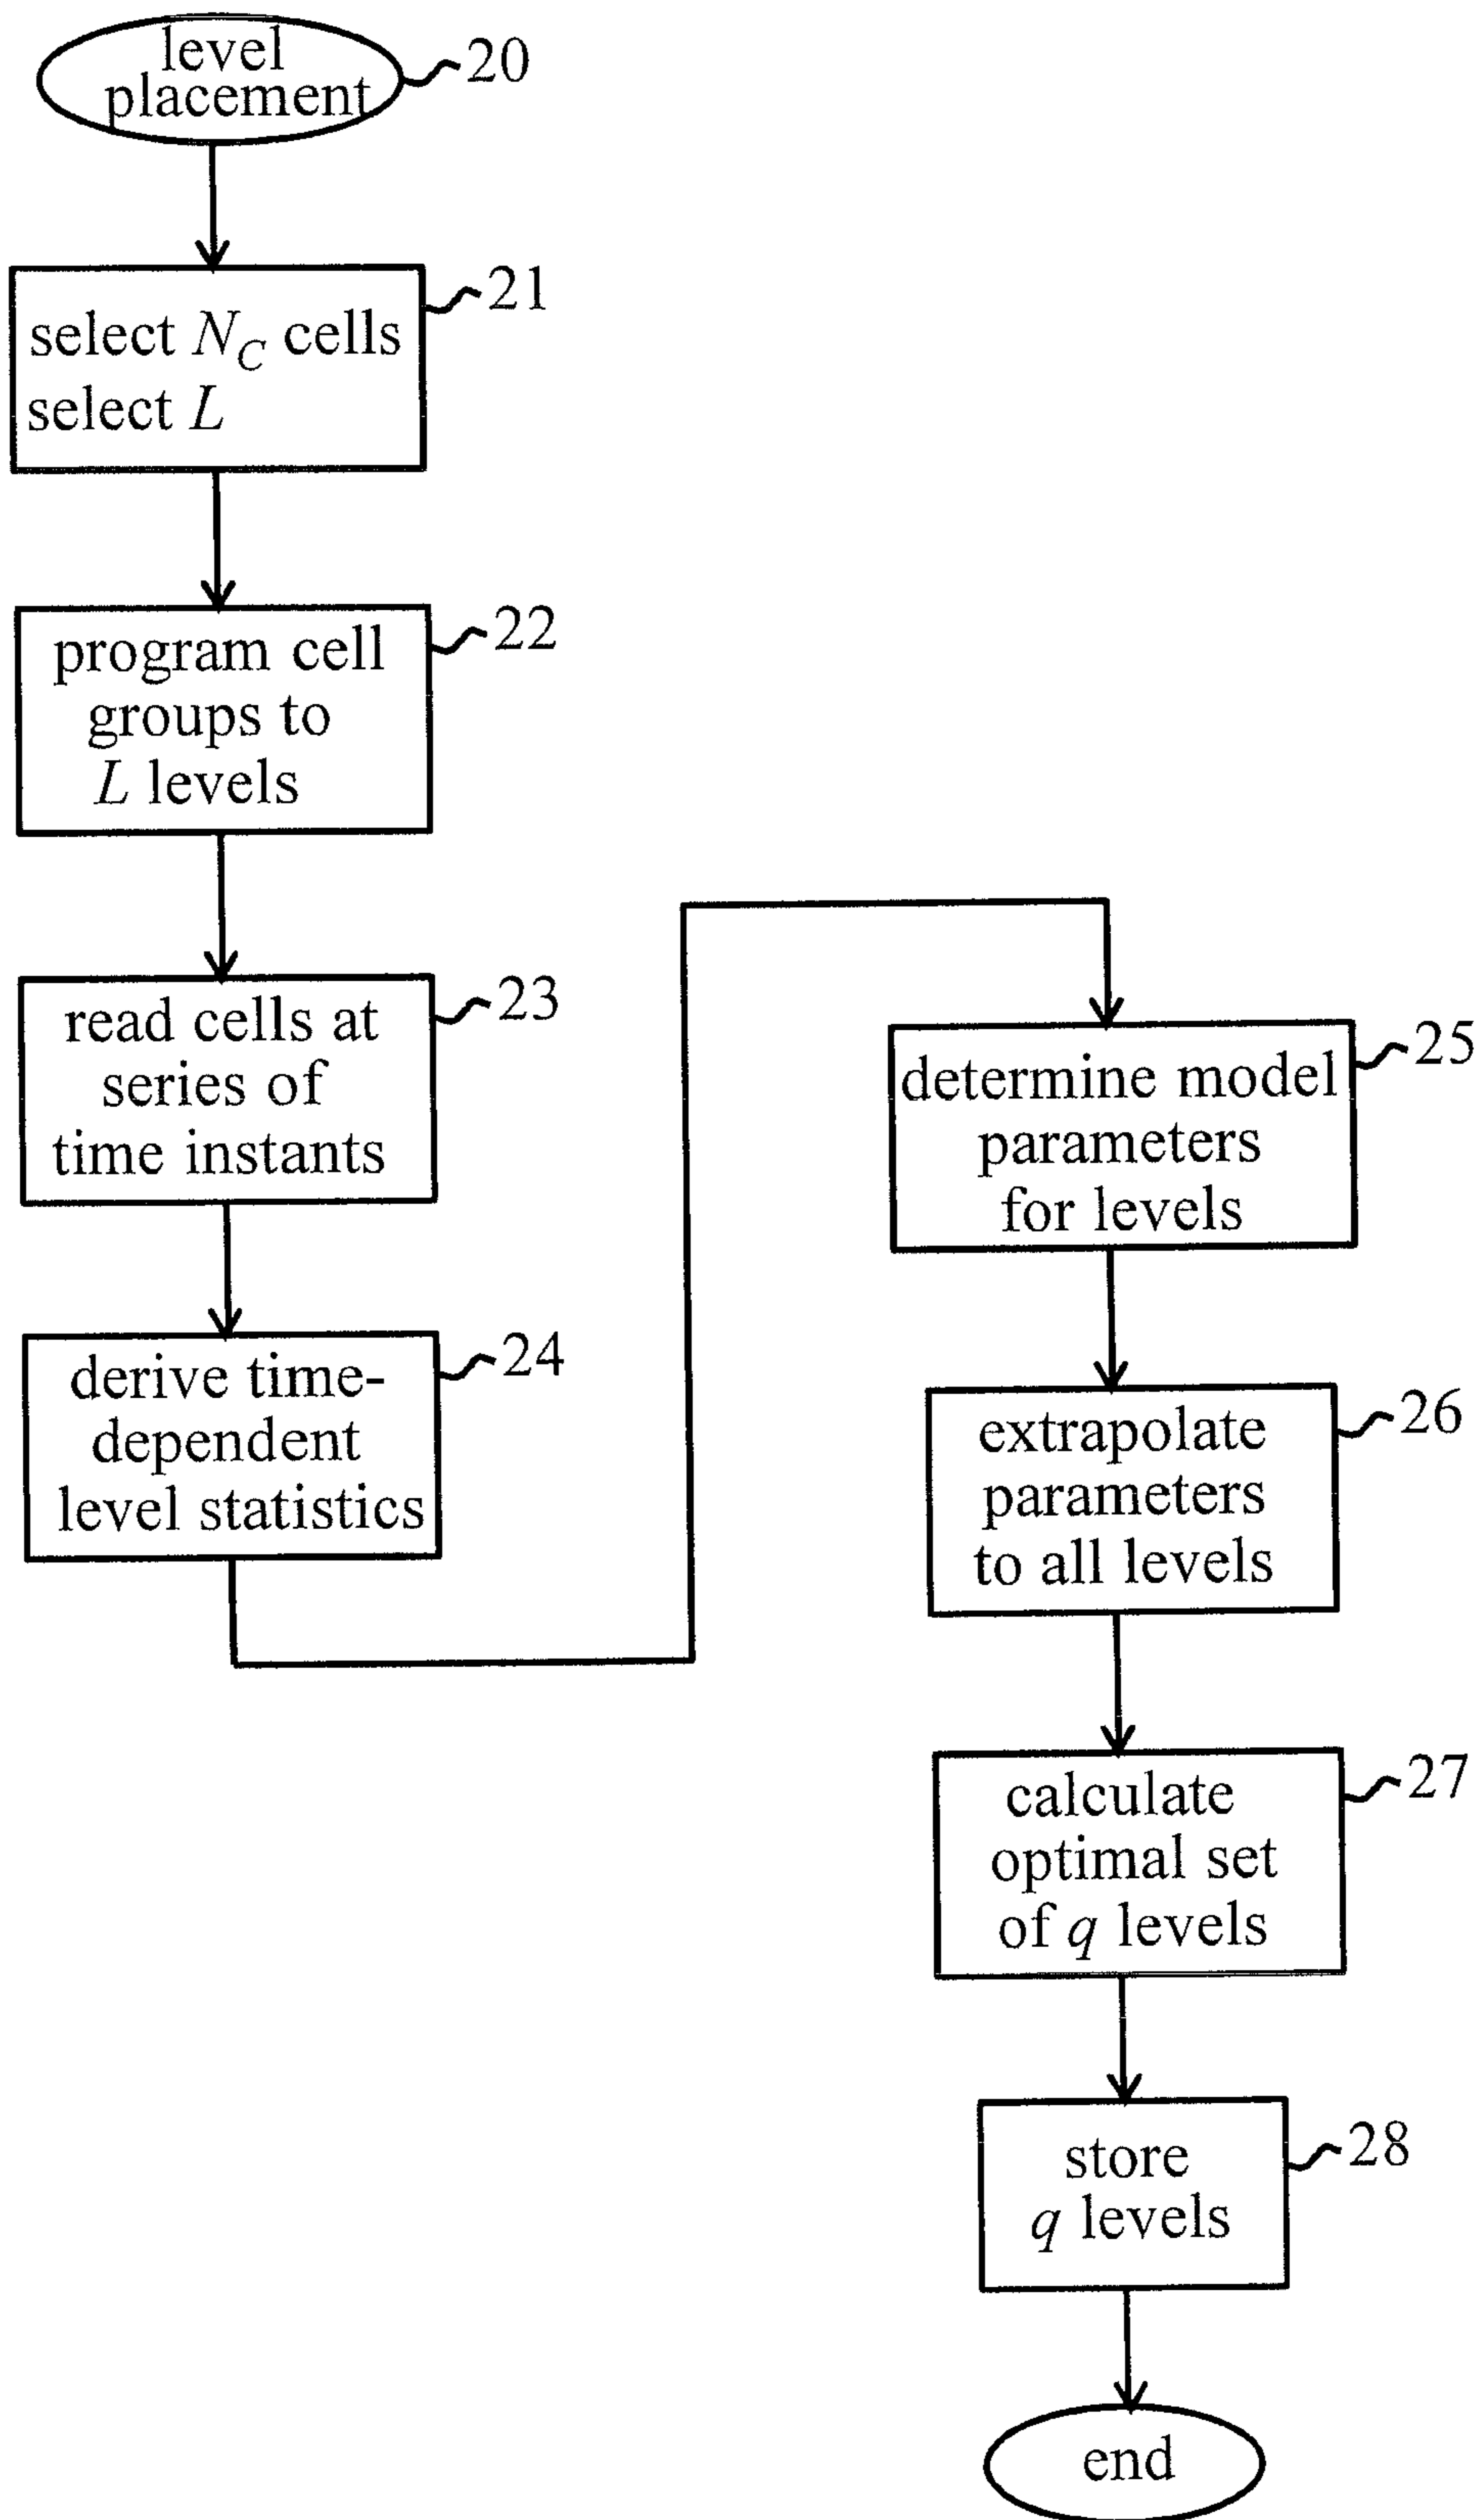 level
placement
20
select N_C cells
select L
21
program cell
groups to
L levels
22
read cells at
series of
time instants
23
derive time-
dependent
level statistics
24
determine model
parameters
for levels
25
extrapolate
parameters
to all levels
26
calculate
optimal set
of q levels
27
store
q levels
28
end